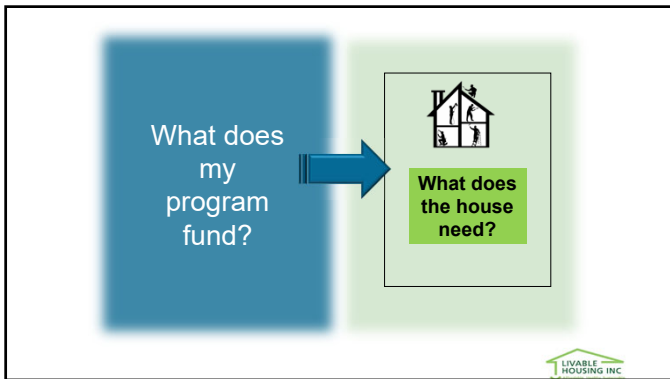 What does
my
program
fund?
What does
the house
need?
LIVABLE
HOUSING INC